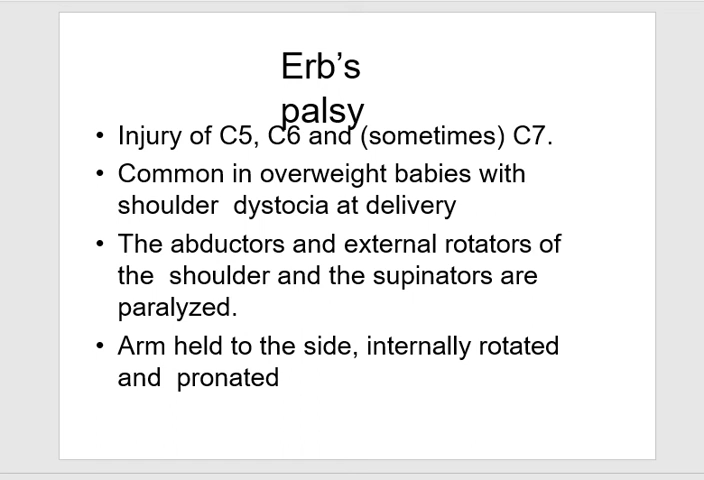 Erb’s
palsy
• Injury of C5, C6 and (sometimes) C7.
• Common in overweight babies with
shoulder dystocia at delivery
• The abductors and external rotators of
the shoulder and the supinators are
paralyzed.
• Arm held to the side, internally rotated
and pronated